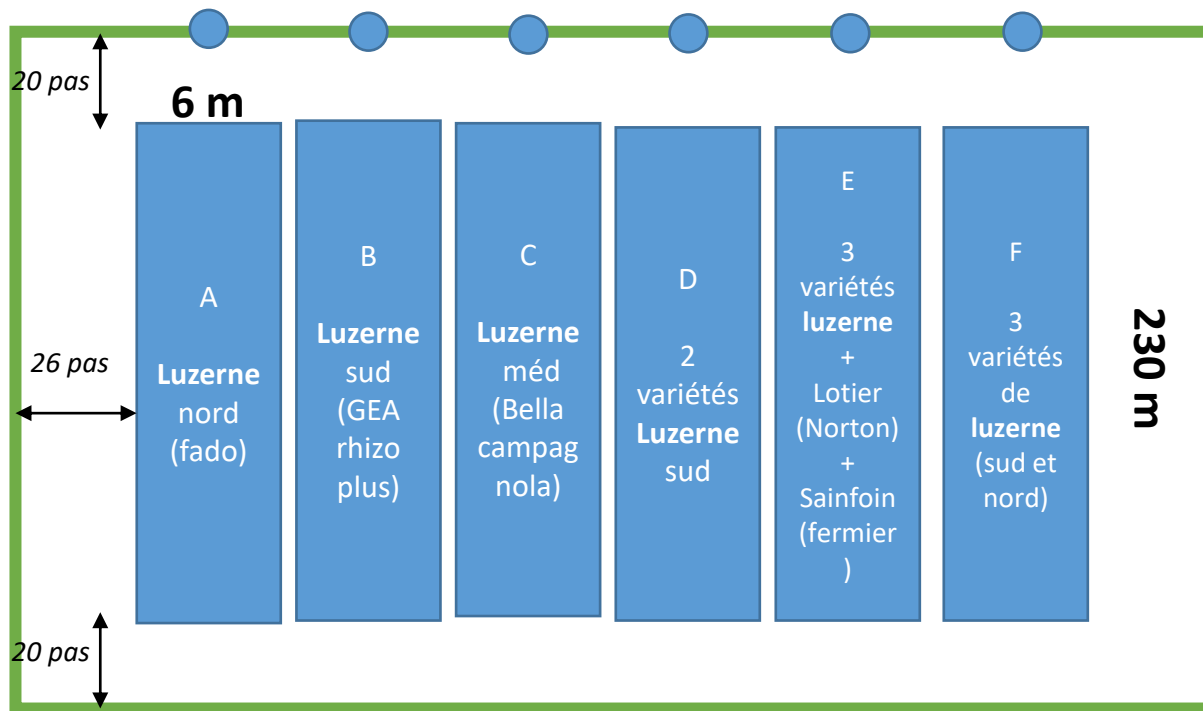 20 pas
6 m
26 pas
20 pas
A
Luzerne
nord
(fado)
B
Luzerne
sud
(GEA
rhizo
plus)
C
Luzerne
méd
(Bella
campag
nola)
D
2
variétés
Luzerne
sud
E
3
variétés
luzerne
+
Lotier
(Norton)
+
Sainfoin
(fermier
)
F
3
variétés
de
luzerne
(sud et
nord)
230 m